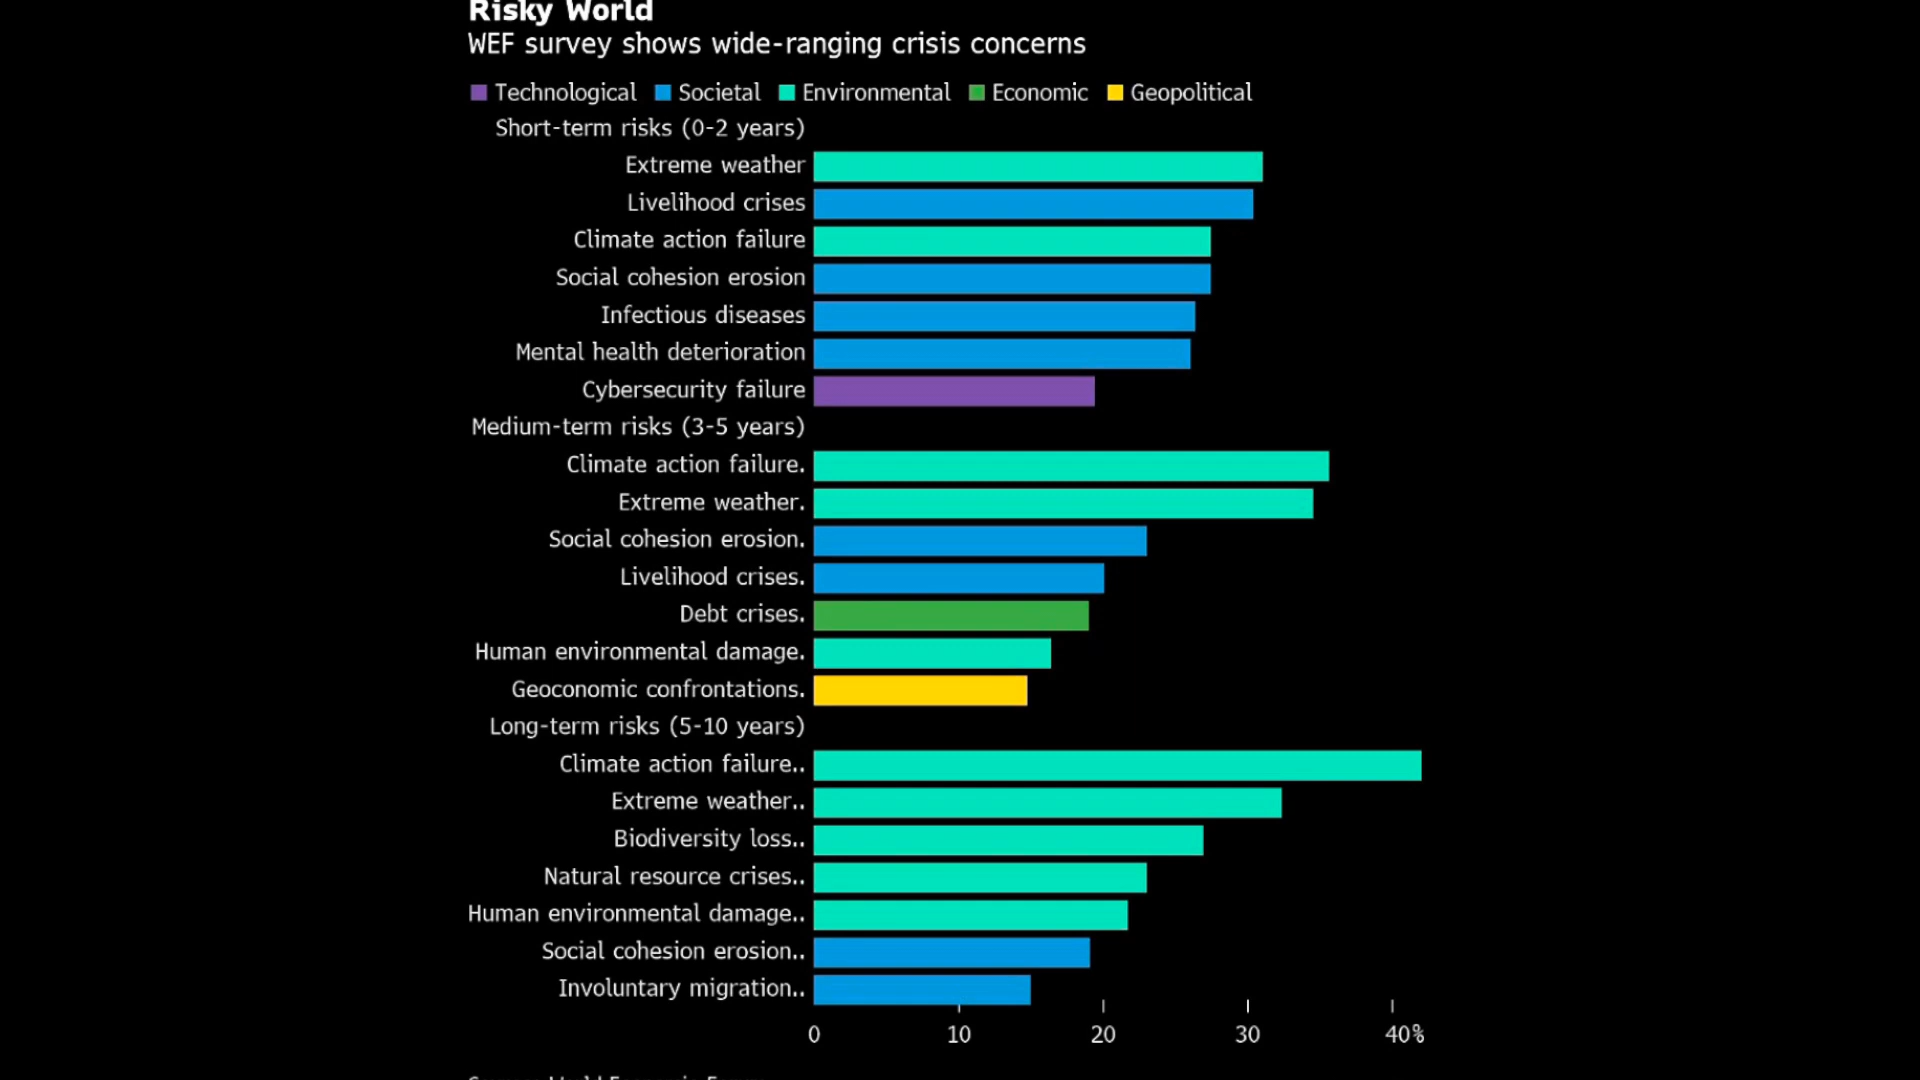 Risky World
WEF survey shows wide-ranging crisis concerns
Technological Societal Environmental Economic Geopolitical
Short-term risks (0-2 years)
Extreme weather
Livelihood crises
Climate action failure
Social cohesion erosion
Infectious diseases
Mental health deterioration
Cybersecurity failure
Medium-term risks (3-5 years)
Climate action failure.
Extreme weather.
Social cohesion erosion.
Livelihood crises.
Debt crises.
Human environmental damage.
Geoconomic confrontations.
Long-term risks (5-10 years)
Climate action failure..
Extreme weather..
Biodiversity loss..
Natural resource crises..
Human environmental damage..
Social cohesion erosion..
Involuntary migration..
0 10 20 30 40%